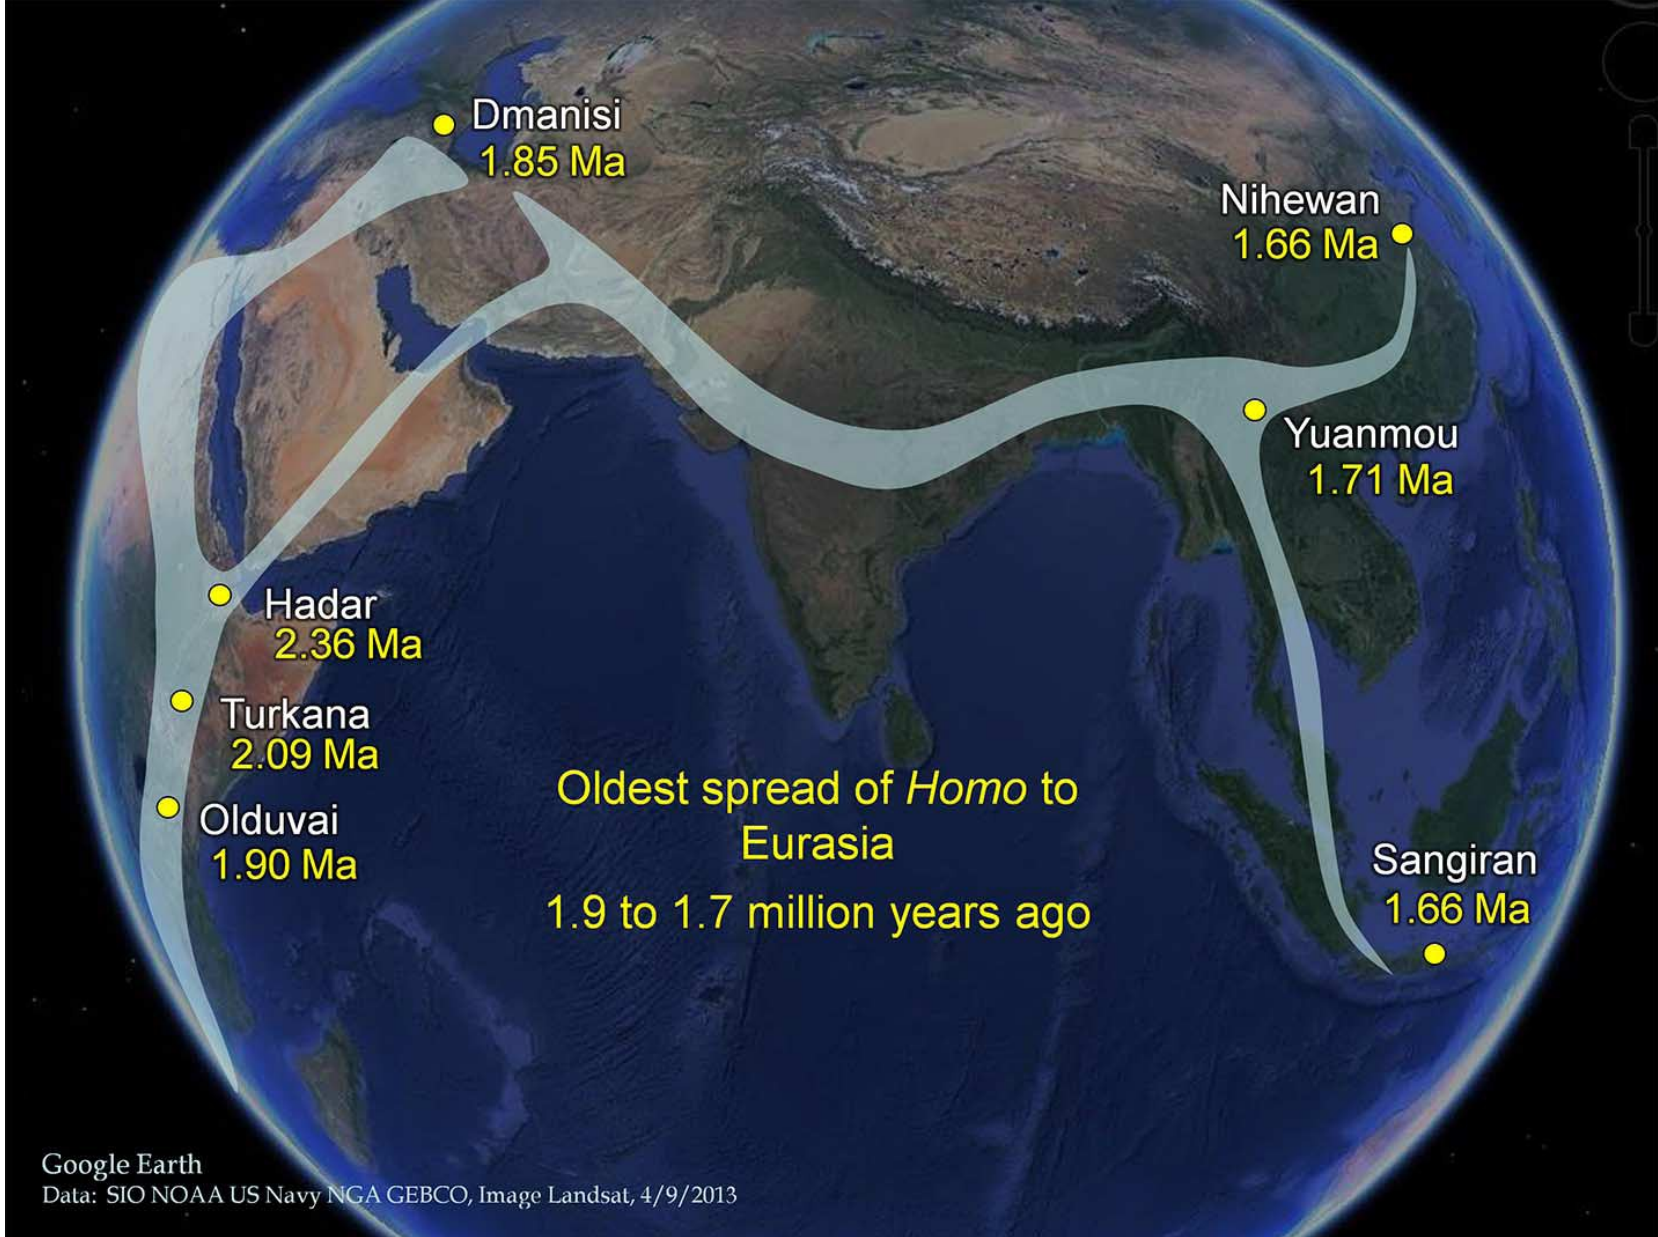 Dmanisi
1.85 Ma
Nihewan
1.66 Ma
Yuanmou
1.71 Ma
Hadar
2.36 Ma
Turkana
2.09 Ma
Olduvai
1.90 Ma
Oldest spread of Homo to
Eurasia
1.9 to 1.7 million years ago
Sangiran
1.66 Ma
Google Earth
Data: SIO NOAA US Navy NGA GEBCO, Image Landsat, 4/9/2013